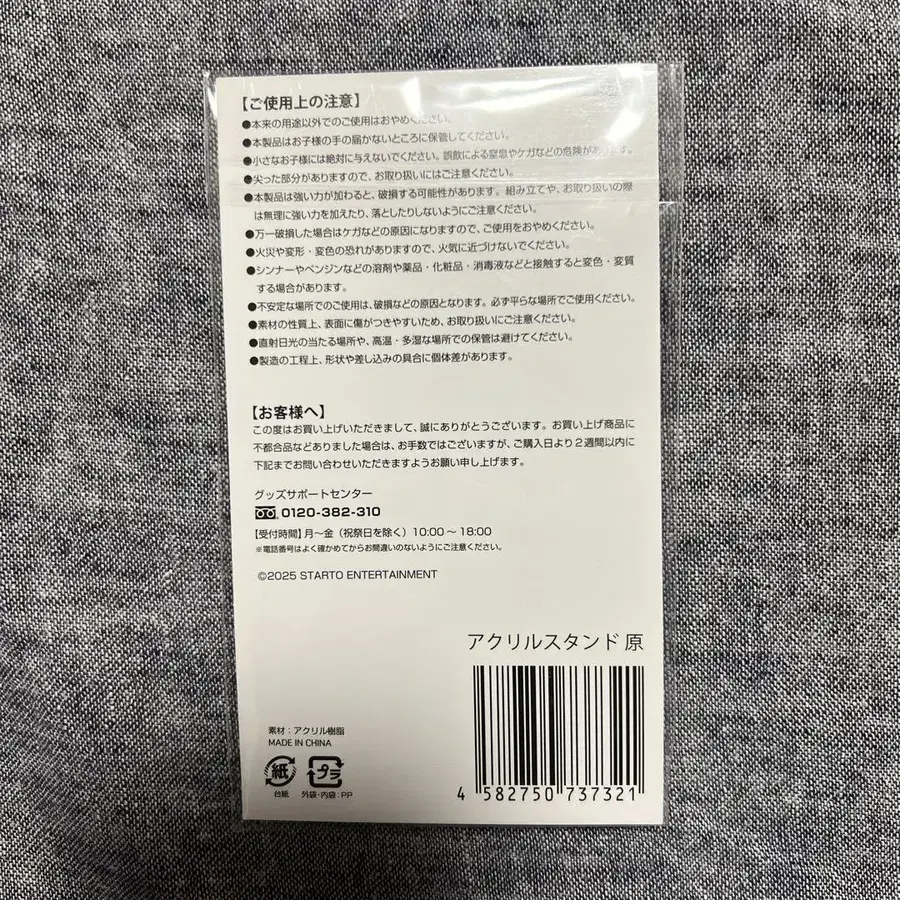 【ご使用上の注意】
●本来の用途以外でのご使用はおやめください。
●本製品はお子様の手の届かないところに保管してください。
●小さなお子様には絶対に与えないでください。誤飲による窒息やケガなどの危険があります。
●尖った部分がありますので、お取り扱いにはご注意ください。
●本製品は強い力が加わると、破損する可能性があります。組み立てや、お取り扱いの際
は無理に強い力を加えたり、落としたりしないようにご注意ください。
●万一破損した場合はケガなどの原因になりますので、ご使用をおやめください。
●火災や変形・変色の恐れがありますので、火気に近づけないでください。
●シンナーやベンジンなどの溶剤や薬品・化粧品・消毒液などと接触すると変色・変質
する場合があります。
●不安定な場所でのご使用は、破損などの原因となります。必ず平らな場所でご使用ください。
●素材の性質上、表面に傷がつきやすいため、お取り扱いにご注意ください。
●直射日光の当たる場所や、高温・多湿な場所での保管は避けてください。
●製造の工程上、形状や差し込みの具合に個体差があります。
【お客様へ】
この度はお買い上げいただきまして、誠にありがとうございます。お買い上げ商品に
不都合品などありました場合は、お手数ではございますが、ご購入日より2週間以内に
下記までお問い合わせいただきますようお願い申し上げます。
グッズサポートセンター
0120-382-310
【受付時間】月〜金（祝祭日を除く）10:00〜18:00
※電話番号はよく確かめてからお間違いのないようにご注意ください。
©2025 STARTO ENTERTAINMENT
アクリルスタンド 原
素材：アクリル樹脂
MADE IN CHINA
紙 プラ
台紙 外袋・内袋：PP
4 582750 737321